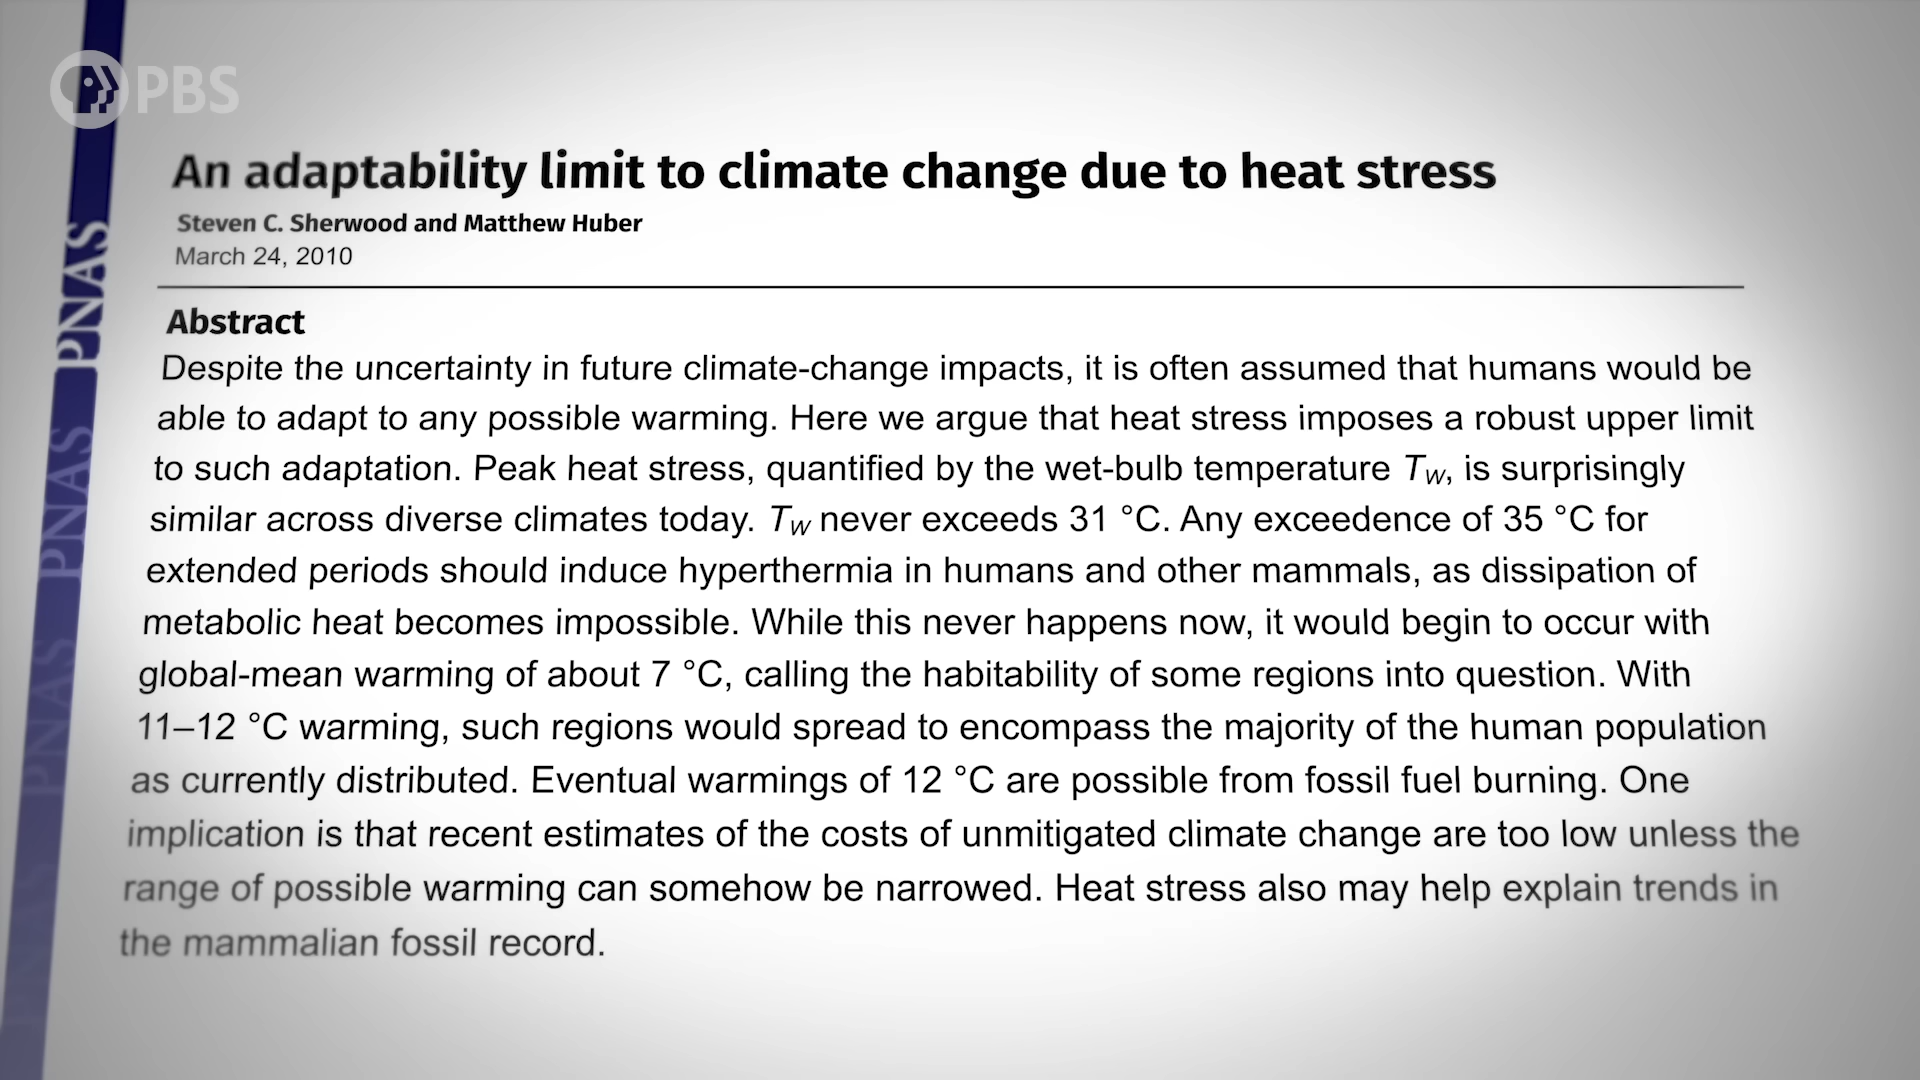 PBS
An adaptability limit to climate change due to heat stress
Steven C. Sherwood and Matthew Huber
March 24, 2010
Abstract
Despite the uncertainty in future climate-change impacts, it is often assumed that humans would be
able to adapt to any possible warming. Here we argue that heat stress imposes a robust upper limit
to such adaptation. Peak heat stress, quantified by the wet-bulb temperature TW, is surprisingly
similar across diverse climates today. TW never exceeds 31 °C. Any exceedence of 35 °C for
extended periods should induce hyperthermia in humans and other mammals, as dissipation of
metabolic heat becomes impossible. While this never happens now, it would begin to occur with
global-mean warming of about 7 °C, calling the habitability of some regions into question. With
11–12 °C warming, such regions would spread to encompass the majority of the human population
as currently distributed. Eventual warmings of 12 °C are possible from fossil fuel burning. One
implication is that recent estimates of the costs of unmitigated climate change are too low unless the
range of possible warming can somehow be narrowed. Heat stress also may help explain trends in
the mammalian fossil record.
PNAS
PNAS
PNAS
PNAS
PNAS
PNAS